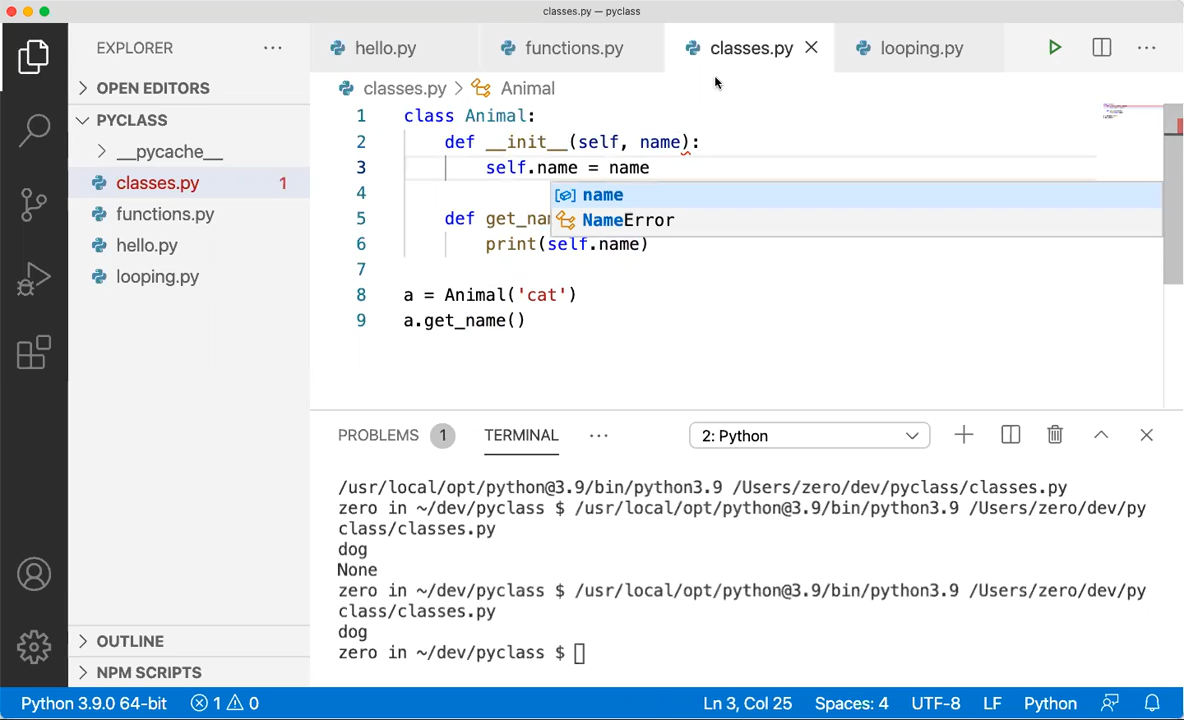 classes.py — pyclass
EXPLORER ···
hello.py functions.py classes.py looping.py ···
OPEN EDITORS
classes.py > Animal
PYCLASS
__pycache__
classes.py 1
functions.py
hello.py
looping.py
1 class Animal:
2 def __init__(self, name):
3 self.name = name
4
name
NameError
5 def get_nam
6 print(self.name)
7
8 a = Animal('cat')
9 a.get_name()
PROBLEMS 1 TERMINAL ··· 2: Python
/usr/local/opt/python@3.9/bin/python3.9 /Users/zero/dev/pyclass/classes.py
zero in ~/dev/pyclass $ /usr/local/opt/python@3.9/bin/python3.9 /Users/zero/dev/py
class/classes.py
dog
None
zero in ~/dev/pyclass $ /usr/local/opt/python@3.9/bin/python3.9 /Users/zero/dev/py
class/classes.py
dog
zero in ~/dev/pyclass $
OUTLINE
NPM SCRIPTS
Python 3.9.0 64-bit 1 0 Ln 3, Col 25 Spaces: 4 UTF-8 LF Python